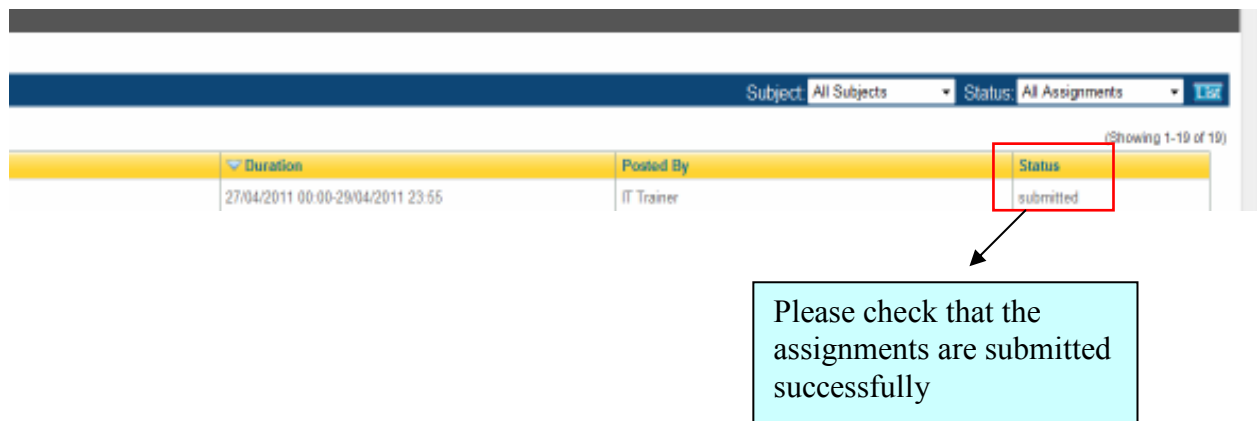 Subject: All Subjects Status: All Assignments List
(Showing 1-19 of 19)
Duration Posted By Status
27/04/2011 00:00-29/04/2011 23:55 IT Trainer submitted
Please check that the
assignments are submitted
successfully